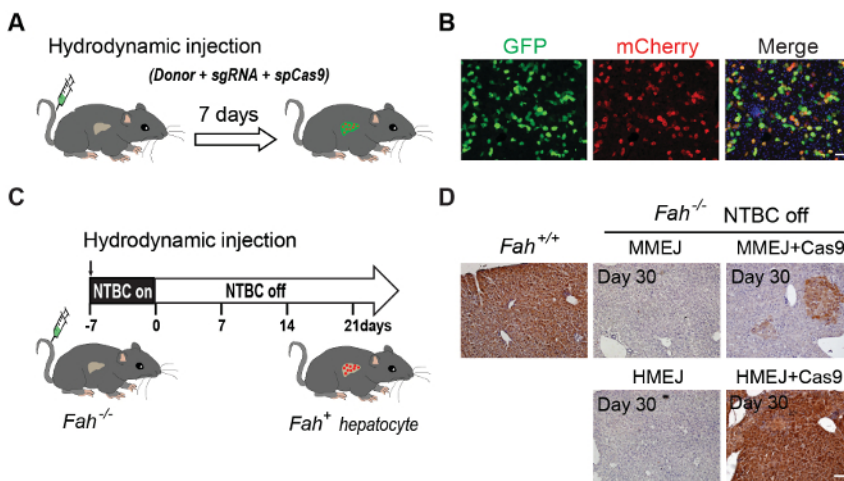 A
Hydrodynamic injection
(Donor + sgRNA + spCas9)
7 days
B
GFP mCherry Merge
C
Hydrodynamic injection
NTBC on NTBC off
-7 0 7 14 21days
Fah-/-
Fah+ hepatocyte
D
Fah-/- NTBC off
Fah+/+ MMEJ MMEJ+Cas9
Day 30 Day 30
HMEJ HMEJ+Cas9
Day 30 Day 30